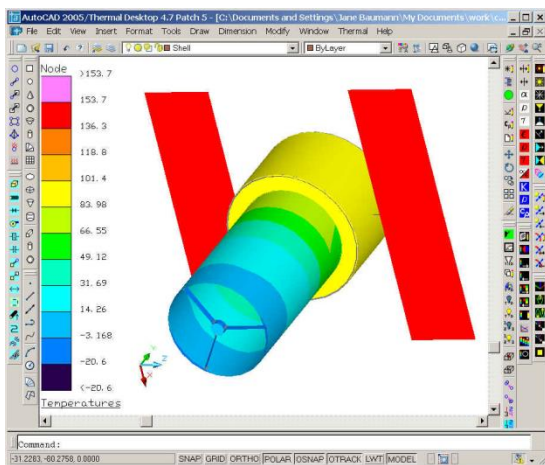 AutoCAD 2005/Thermal Desktop 4.7 Patch 5 - [C:\Documents and Settings\Jane Baumann\My Documents\work\c...
File Edit View Insert Format Tools Draw Dimension Modify Window Thermal Help
Shell ByLayer
Node
>153.7
153.7
136.3
118.8
101.4
83.98
66.55
49.12
31.69
14.26
-3.168
-20.6
<-20.6
Temperatures
Y
Z
X
Command:
-31.2283, -60.2758, 0.0000 SNAP GRID ORTHO POLAR OSNAP OTRACK LWT MODEL